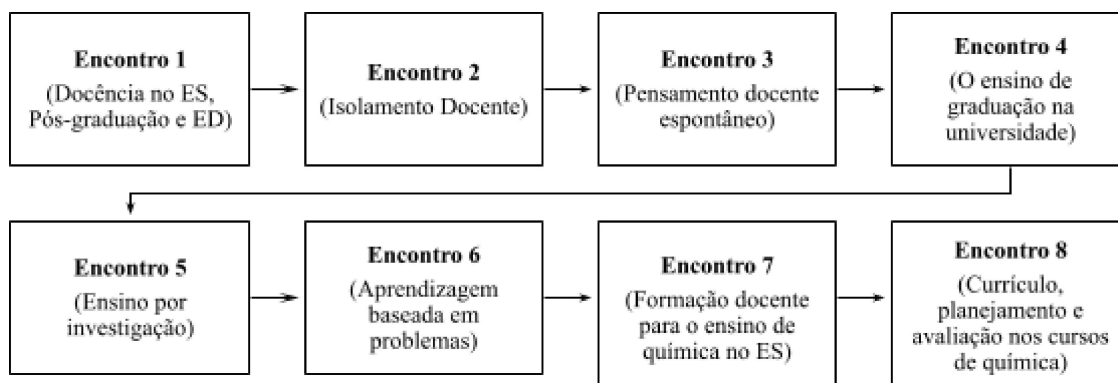 Encontro 1
(Docência no ES,
Pós-graduação e ED)
Encontro 2
(Isolamento Docente)
Encontro 3
(Pensamento docente
espontâneo)
Encontro 4
(O ensino de
graduação na
universidade)
Encontro 5
(Ensino por
investigação)
Encontro 6
(Aprendizagem
baseada em
problemas)
Encontro 7
(Formação docente
para o ensino de
química no ES)
Encontro 8
(Currículo,
planejamento e
avaliação nos cursos
de química)